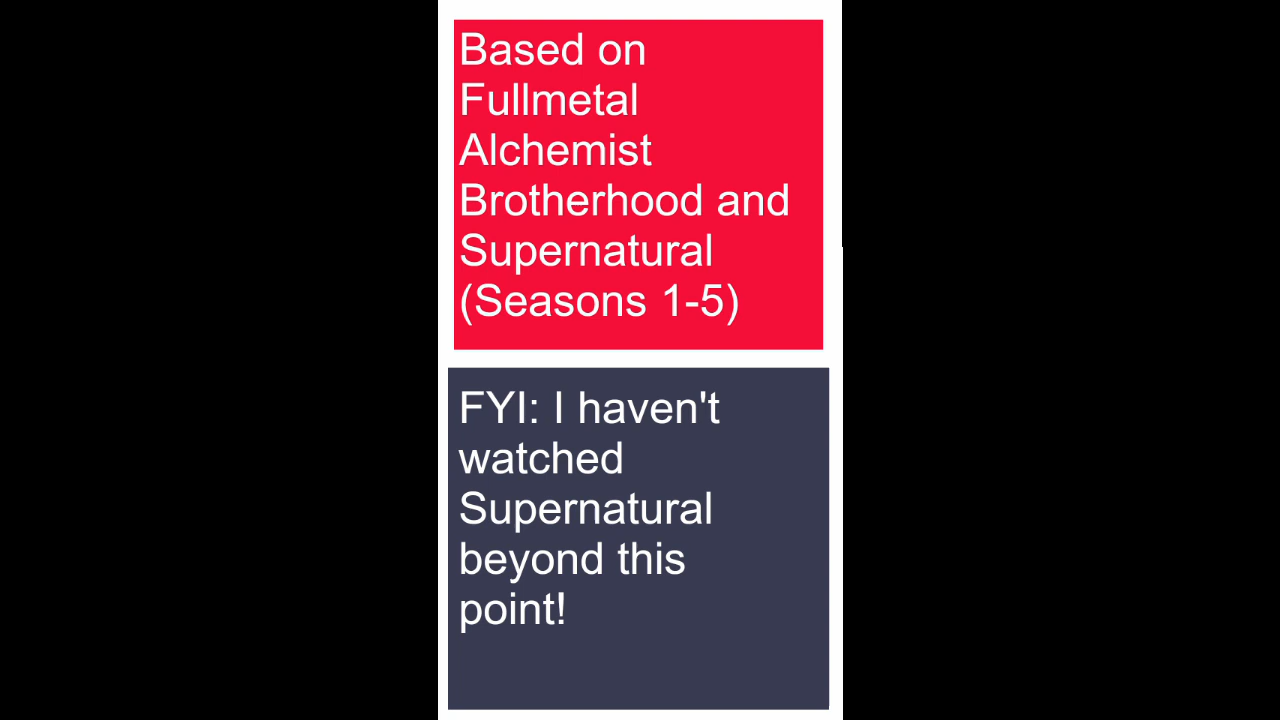 Based on
Fullmetal
Alchemist
Brotherhood and
Supernatural
(Seasons 1-5)
FYI: I haven't
watched
Supernatural
beyond this
point!